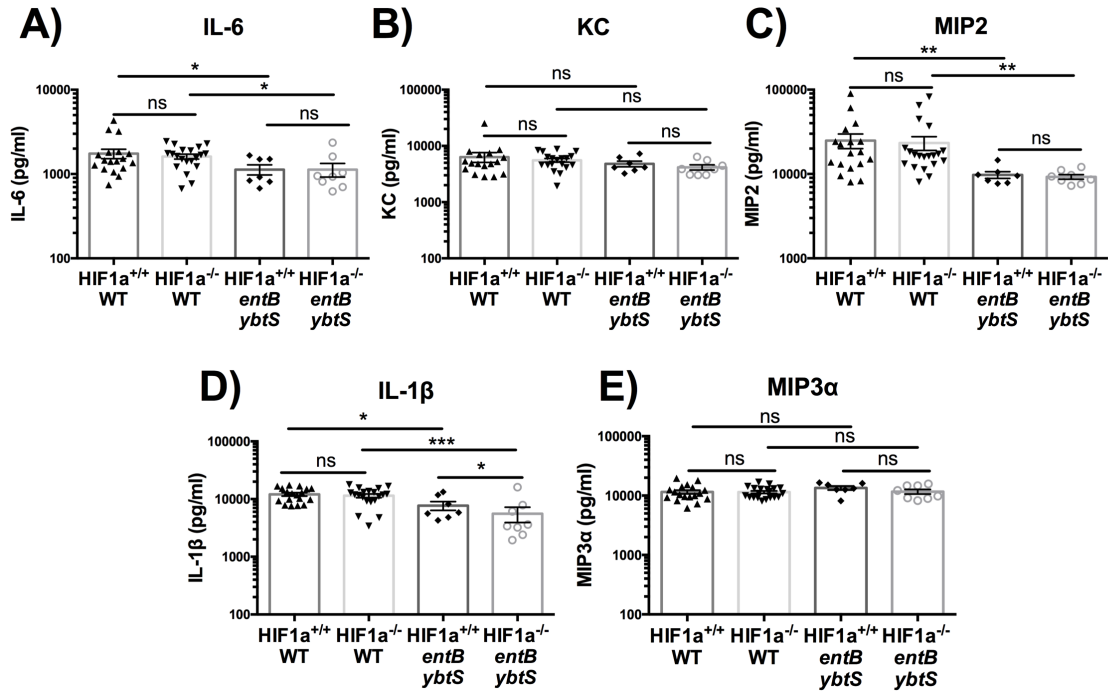 A)
IL-6
*
*
ns
ns
IL-6 (pg/ml)
10000
1000
100
HIF1a+/+ HIF1a-/- HIF1a+/+ HIF1a-/-
WT WT entB entB
ybtS ybtS
B)
KC
ns
ns
ns
ns
KC (pg/ml)
100000
10000
1000
100
HIF1a+/+ HIF1a-/- HIF1a+/+ HIF1a-/-
WT WT entB entB
ybtS ybtS
C)
MIP2
**
**
ns
ns
MIP2 (pg/ml)
100000
10000
1000
HIF1a+/+ HIF1a-/- HIF1a+/+ HIF1a-/-
WT WT entB entB
ybtS ybtS
D)
IL-1β
*
***
ns
*
IL-1β (pg/ml)
100000
10000
1000
100
HIF1a+/+ HIF1a-/- HIF1a+/+ HIF1a-/-
WT WT entB entB
ybtS ybtS
E)
MIP3α
ns
ns
ns
ns
MIP3α (pg/ml)
100000
10000
1000
100
HIF1a+/+ HIF1a-/- HIF1a+/+ HIF1a-/-
WT WT entB entB
ybtS ybtS